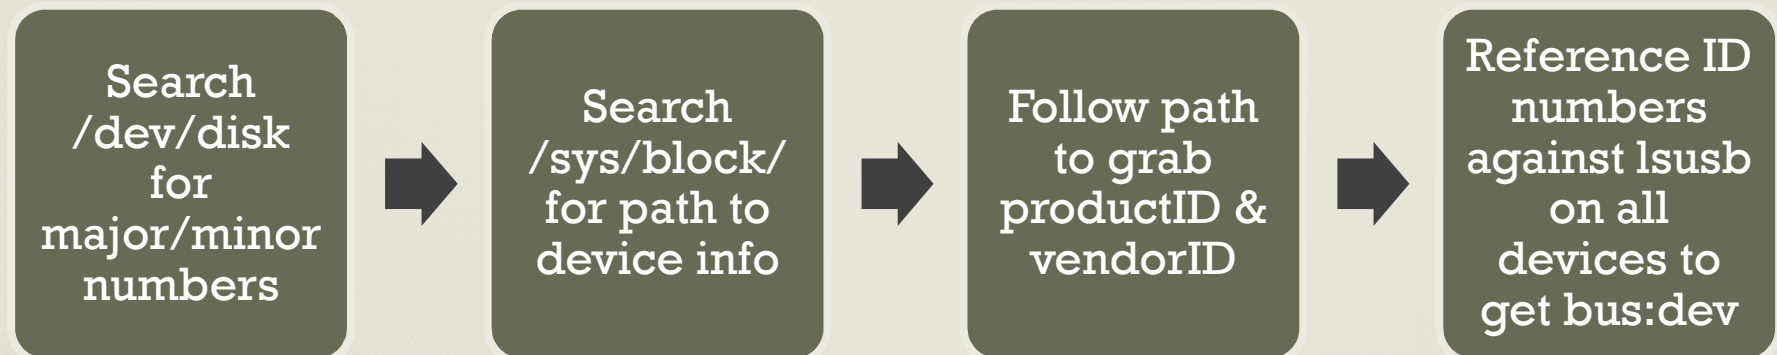 Search
/dev/disk
for
major/minor
numbers
Search
/sys/block/
for path to
device info
Follow path
to grab
productID &
vendorID
Reference ID
numbers
against lsusb
on all
devices to
get bus:dev